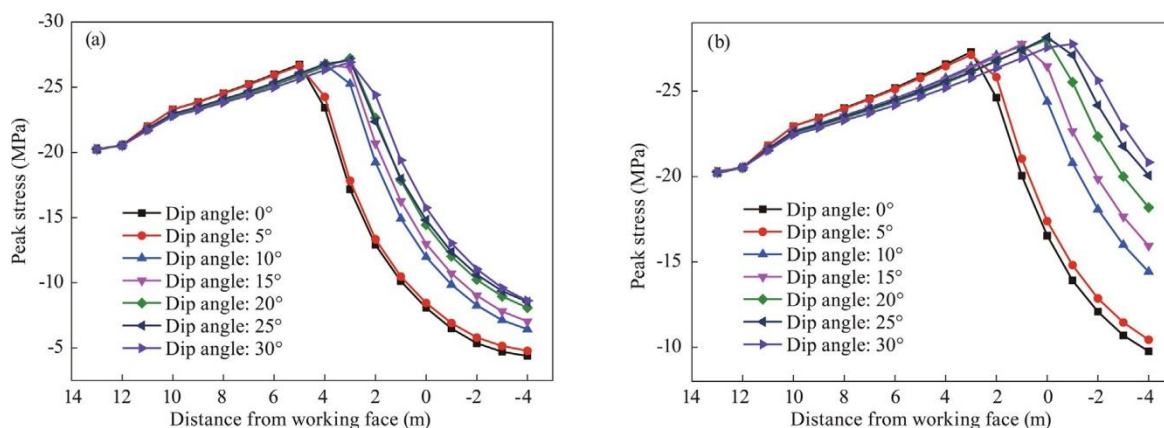 (a)
Peak stress (MPa)
-30
-25
-20
-15
-10
-5
Dip angle: 0°
Dip angle: 5°
Dip angle: 10°
Dip angle: 15°
Dip angle: 20°
Dip angle: 25°
Dip angle: 30°
14 12 10 8 6 4 2 0 -2 -4
Distance from working face (m)
(b)
Peak stress (MPa)
-25
-20
-15
-10
Dip angle: 0°
Dip angle: 5°
Dip angle: 10°
Dip angle: 15°
Dip angle: 20°
Dip angle: 25°
Dip angle: 30°
14 12 10 8 6 4 2 0 -2 -4
Distance from working face (m)